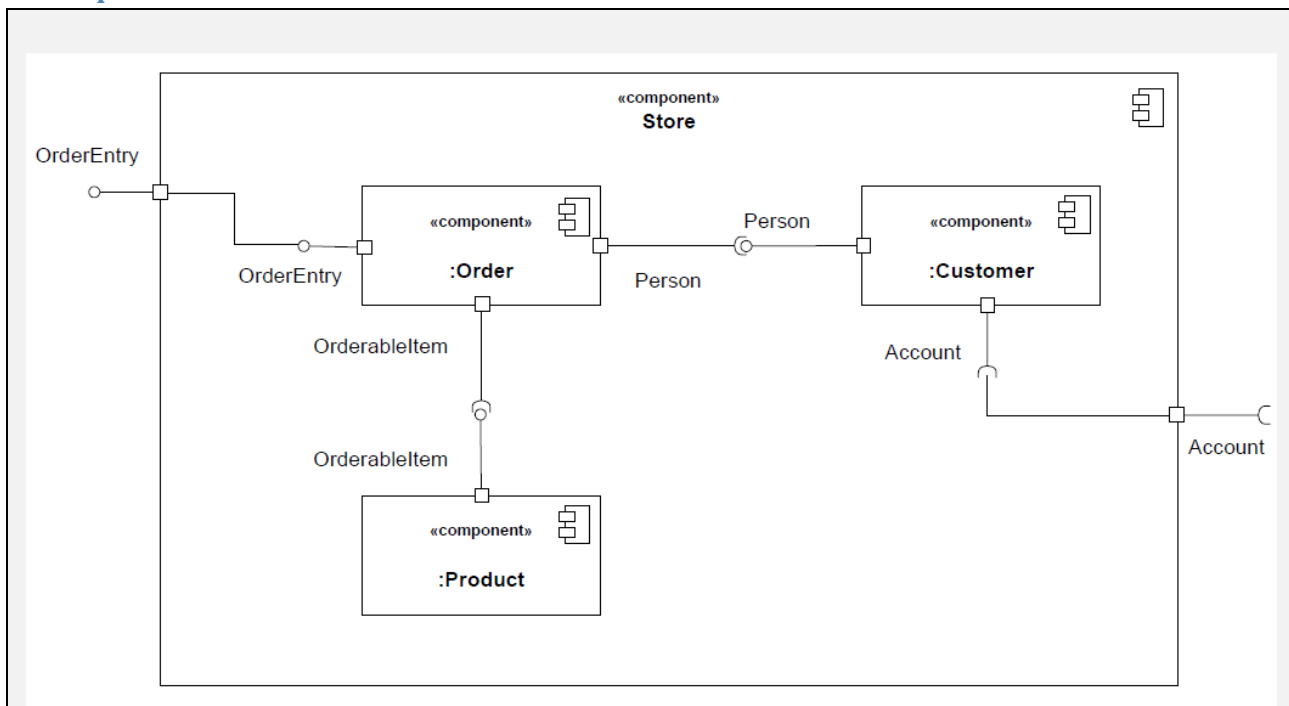 «component»
Store
OrderEntry
«component»
:Order
OrderEntry
Person
Person
«component»
:Customer
OrderableItem
Account
Account
OrderableItem
«component»
:Product